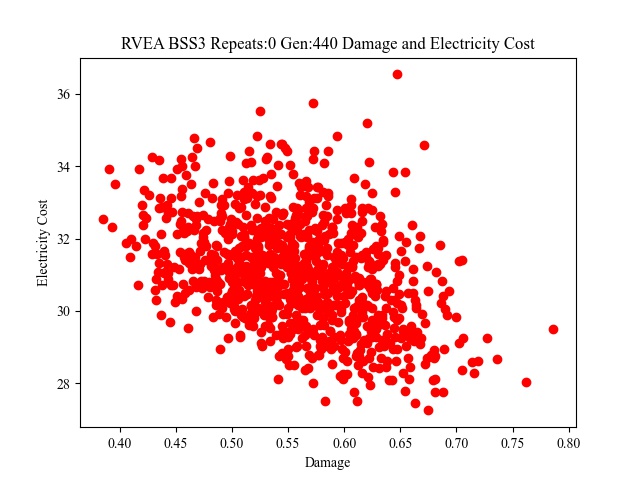 RVEA BSS3 Repeats:0 Gen:440 Damage and Electricity Cost
36
34
32
30
28
Electricity Cost
0.40 0.45 0.50 0.55 0.60 0.65 0.70 0.75 0.80
Damage